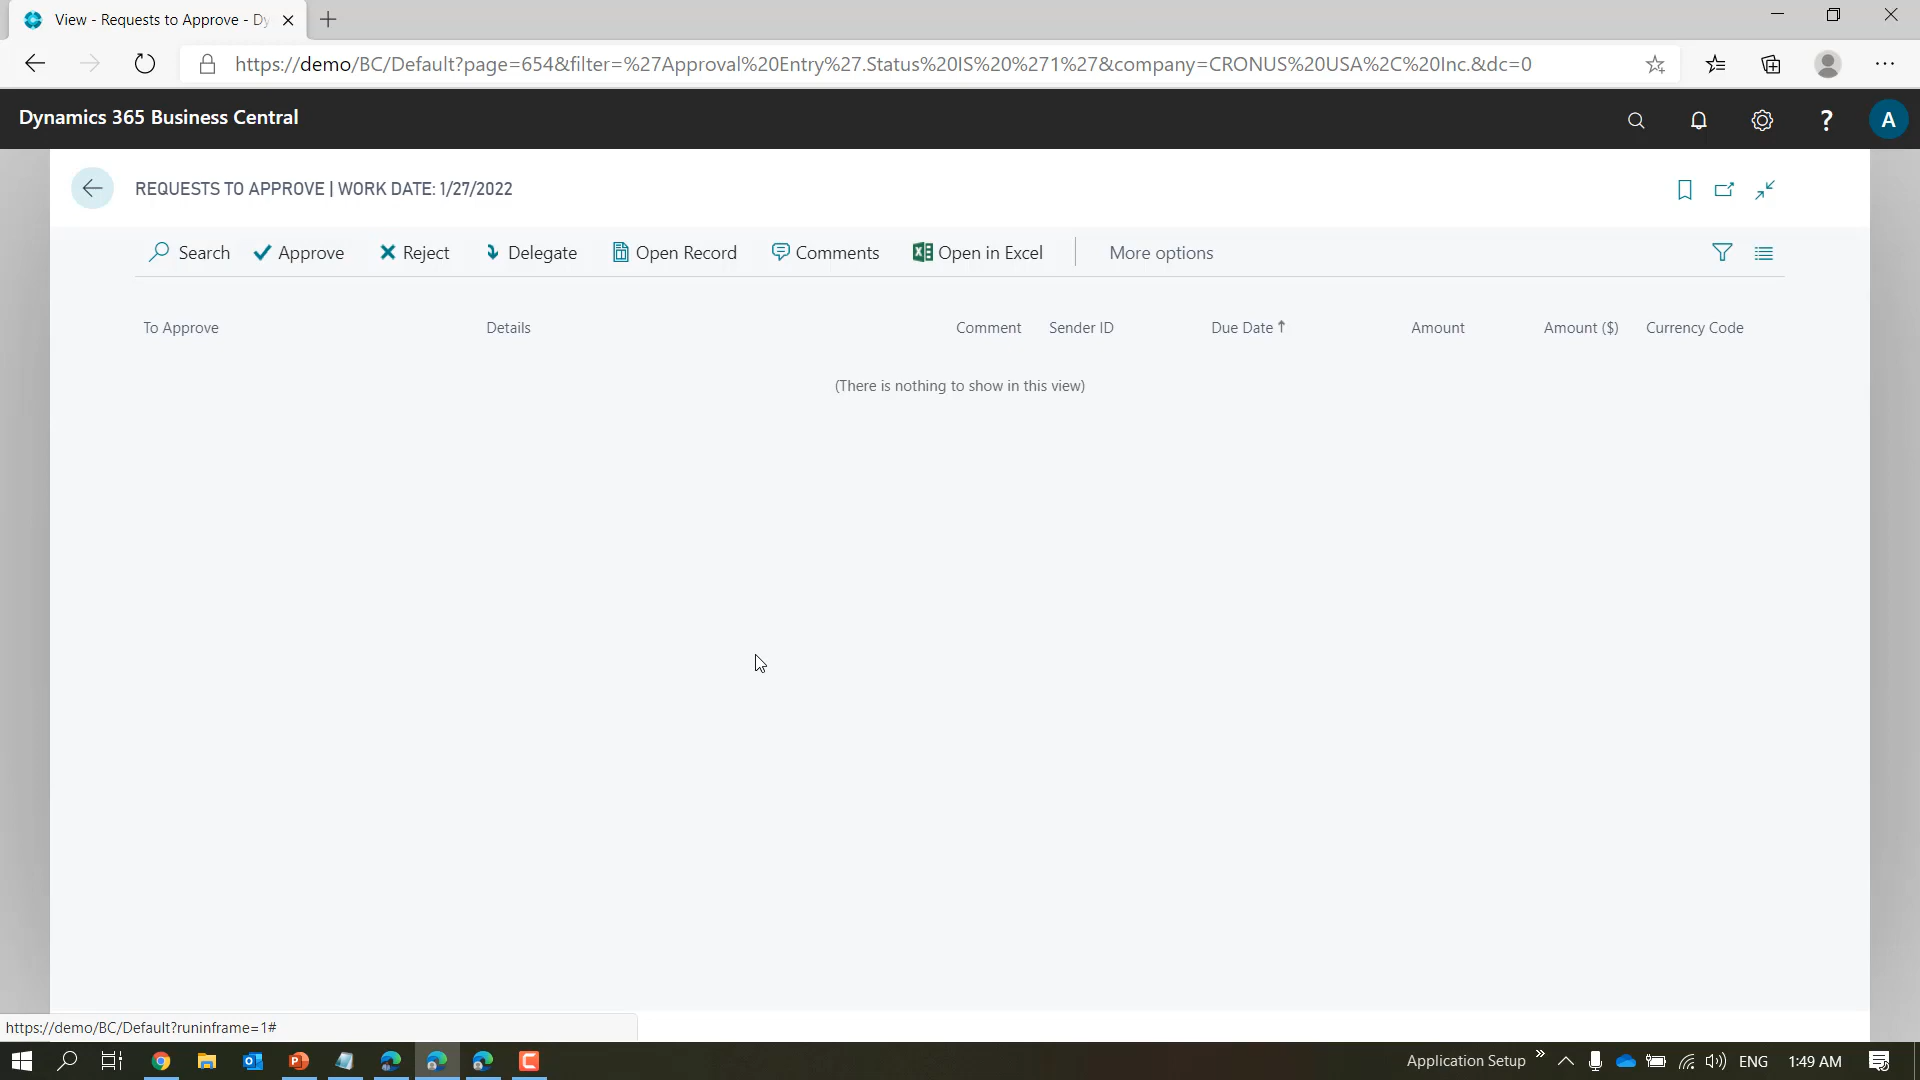 View - Requests to Approve - Dy
https://demo/BC/Default?page=654&filter=%27Approval%20Entry%27.Status%20IS%20%271%27&company=CRONUS%20USA%2C%20Inc.&dc=0
Dynamics 365 Business Central
?
A
REQUESTS TO APPROVE | WORK DATE: 1/27/2022
Search Approve Reject Delegate Open Record Comments Open in Excel More options
To Approve Details Comment Sender ID Due Date ↑ Amount Amount ($) Currency Code
(There is nothing to show in this view)
https://demo/BC/Default?runinframe=1#
Application Setup » ENG 1:49 AM